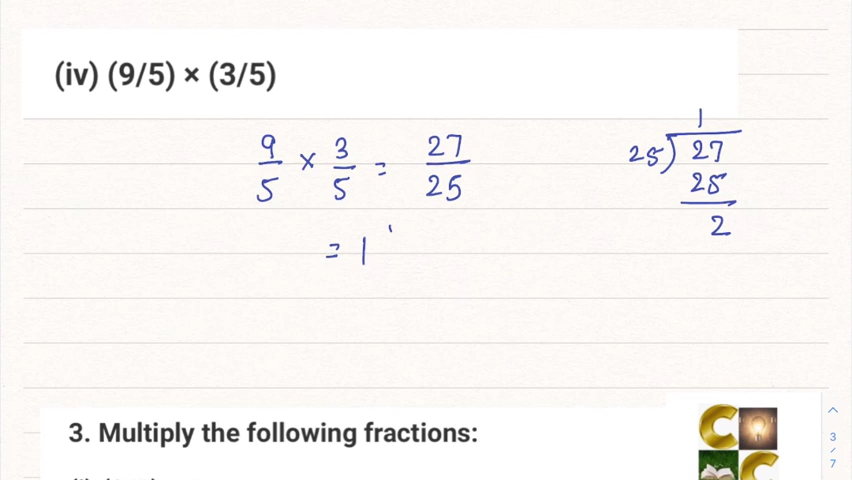 (iv) (9/5) × (3/5)
9/5 × 3/5 = 27/25
= 1
1
25) 27
25
2
3. Multiply the following fractions:
3
/
7